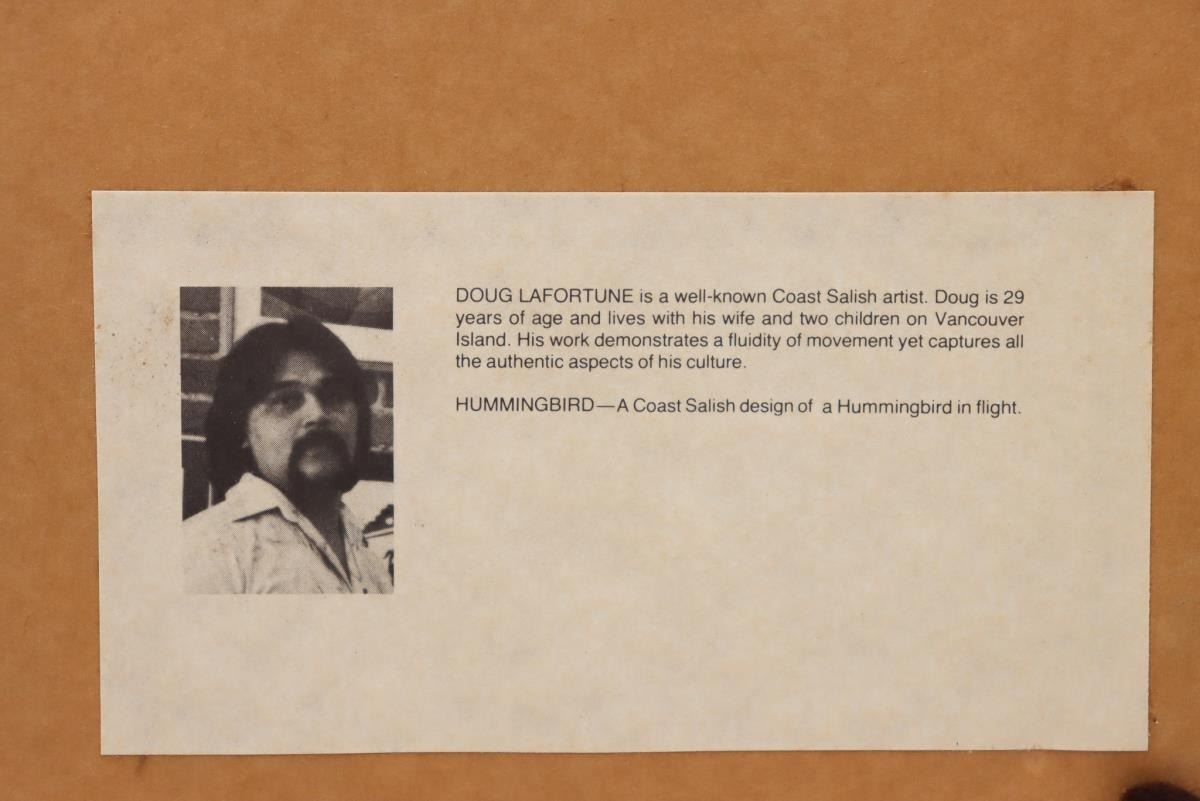 DOUG LAFORTUNE is a well-known Coast Salish artist. Doug is 29
years of age and lives with his wife and two children on Vancouver
Island. His work demonstrates a fluidity of movement yet captures all
the authentic aspects of his culture.
HUMMINGBIRD—A Coast Salish design of a Hummingbird in flight.